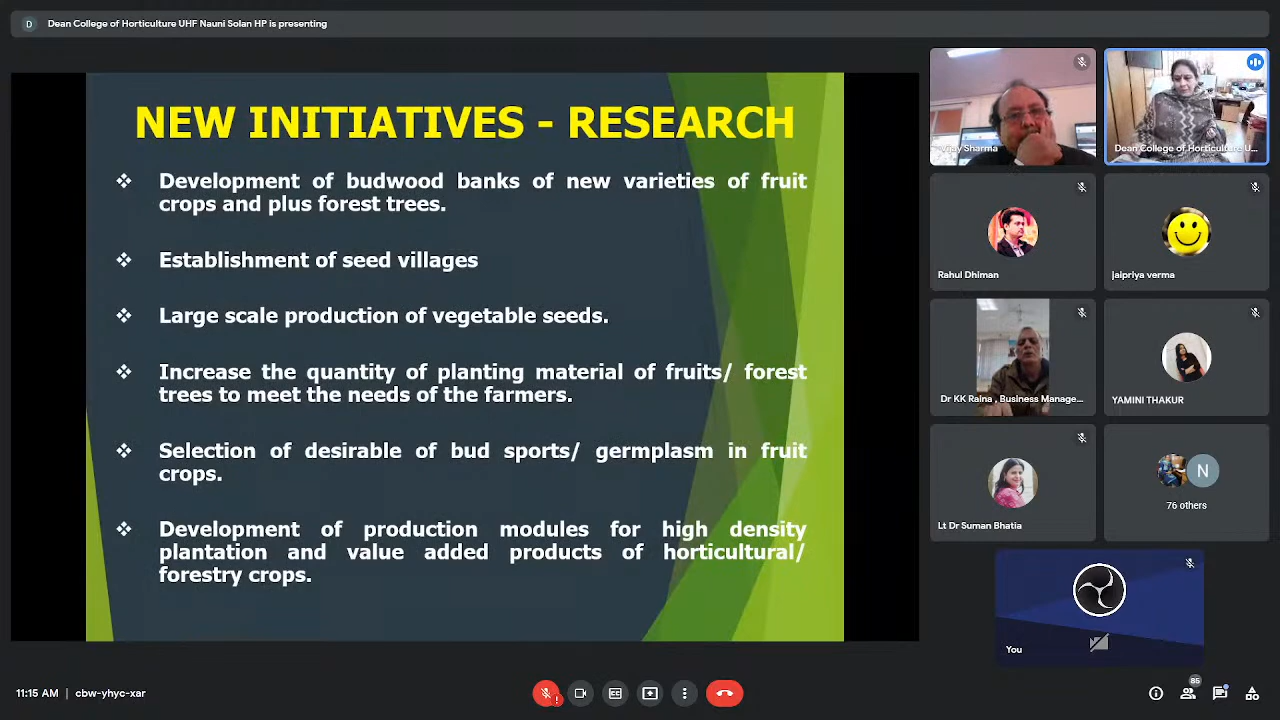 D Dean College of Horticulture UHF Nauni Solan HP is presenting
NEW INITIATIVES - RESEARCH
❖ Development of budwood banks of new varieties of fruit
crops and plus forest trees.
❖ Establishment of seed villages
❖ Large scale production of vegetable seeds.
❖ Increase the quantity of planting material of fruits/ forest
trees to meet the needs of the farmers.
❖ Selection of desirable of bud sports/ germplasm in fruit
crops.
❖ Development of production modules for high density
plantation and value added products of horticultural/
forestry crops.
Vijay Sharma
Dean College of Horticulture U...
Rahul Dhiman
jaipriya verma
Dr KK Raina , Business Manage...
YAMINI THAKUR
Lt Dr Suman Bhatia
N
76 others
You
11:15 AM | cbw-yhyc-xar
85